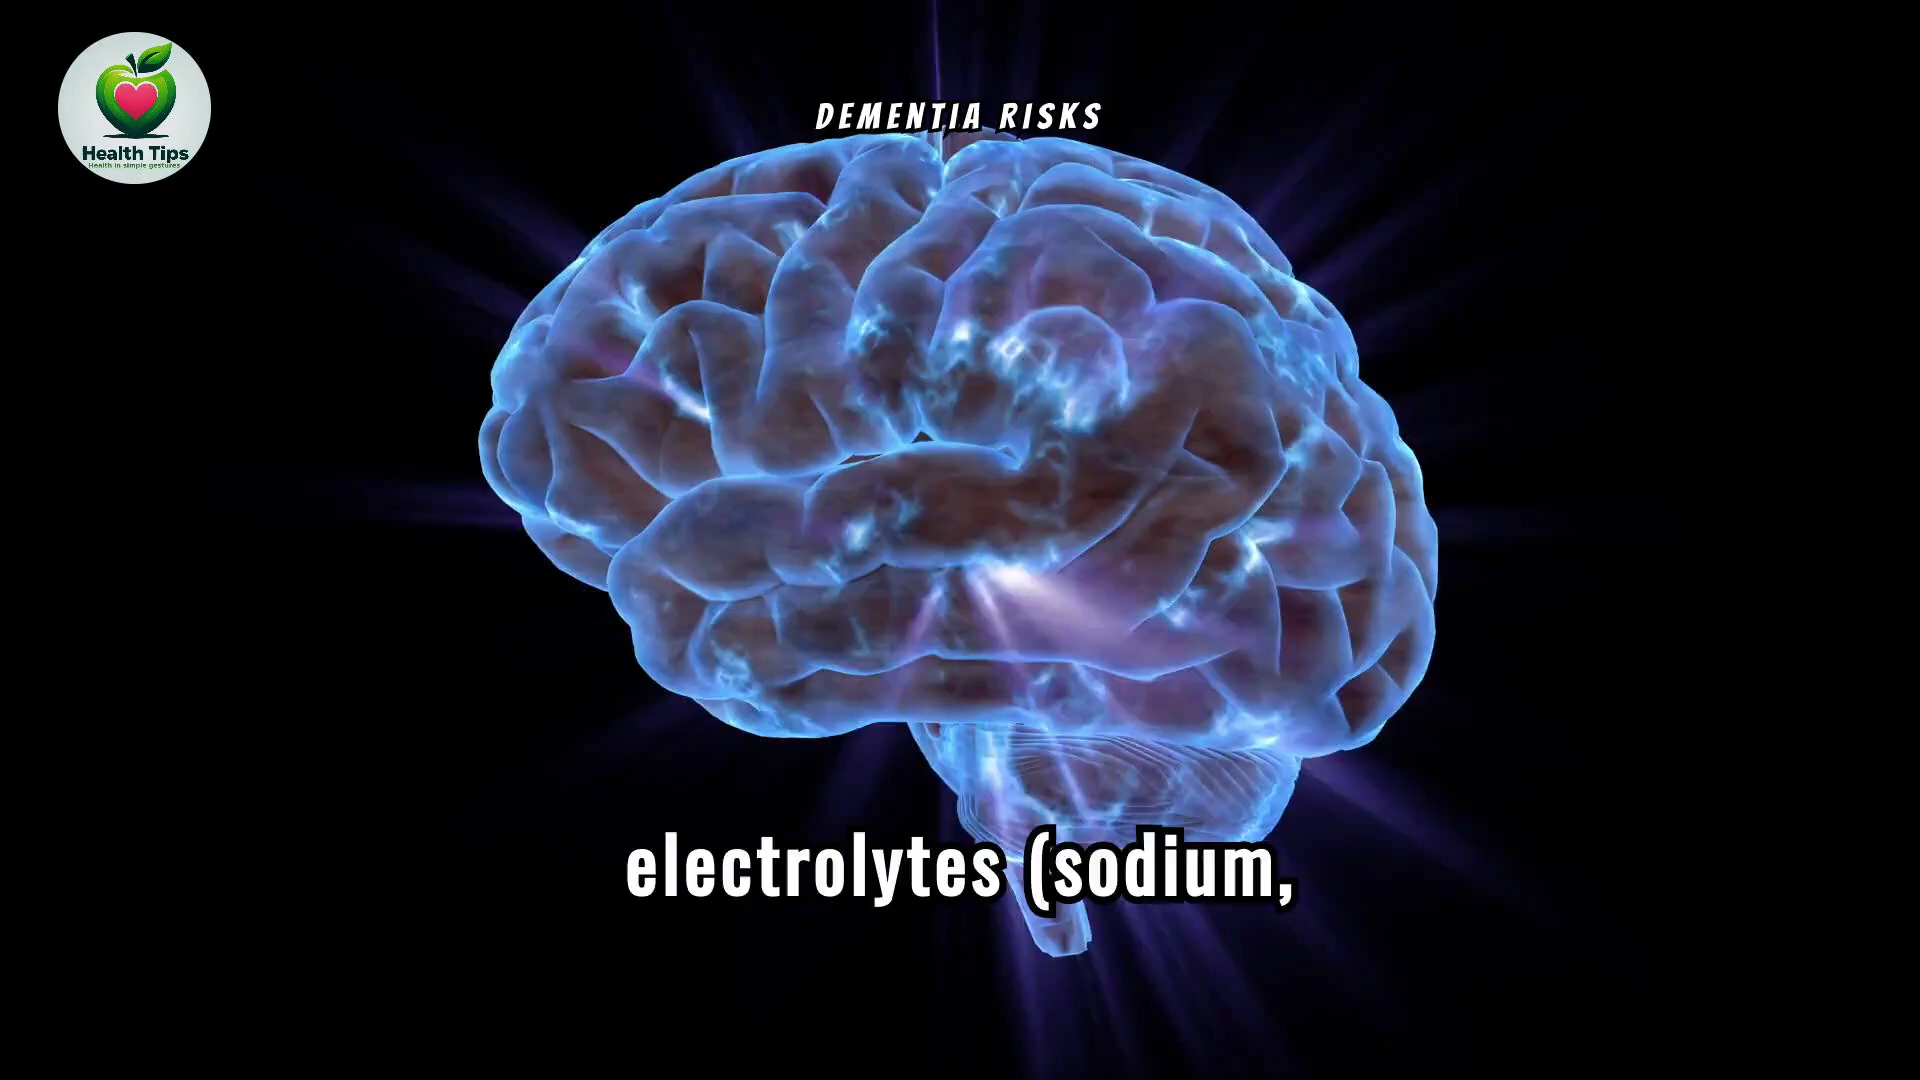 DEMENTIA RISKS
Health Tips
Health in simple gestures
electrolytes (sodium,